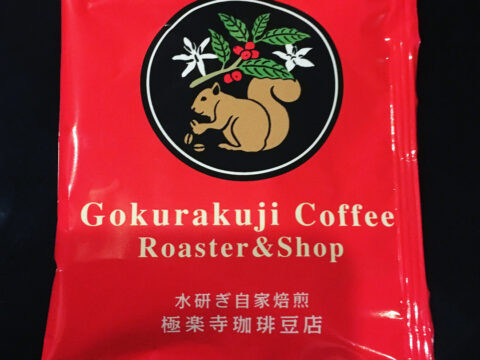 Gokurakuji Coffee
Roaster&Shop
水研ぎ自家焙煎
極楽寺珈琲豆店